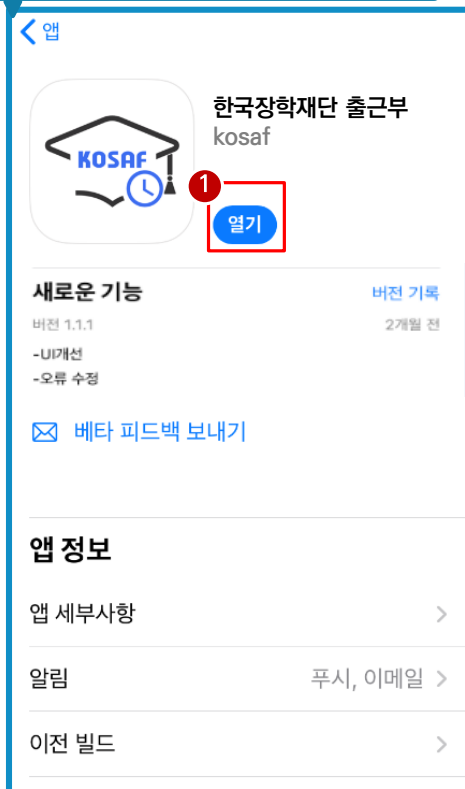 앱
KOSAF
한국장학재단 출근부
kosaf
1
열기
새로운 기능
버전 기록
버전 1.1.1
2개월 전
-UI개선
-오류 수정
베타 피드백 보내기
앱 정보
앱 세부사항
알림
푸시, 이메일
이전 빌드